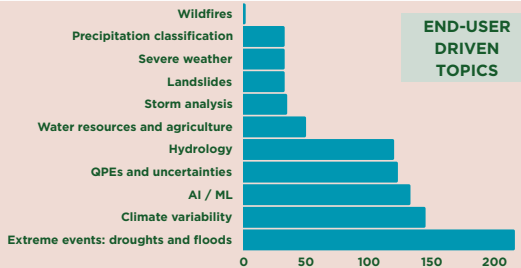 END-USER
DRIVEN
TOPICS
Wildfires
Precipitation classification
Severe weather
Landslides
Storm analysis
Water resources and agriculture
Hydrology
QPEs and uncertainties
AI / ML
Climate variability
Extreme events: droughts and floods
0 50 100 150 200